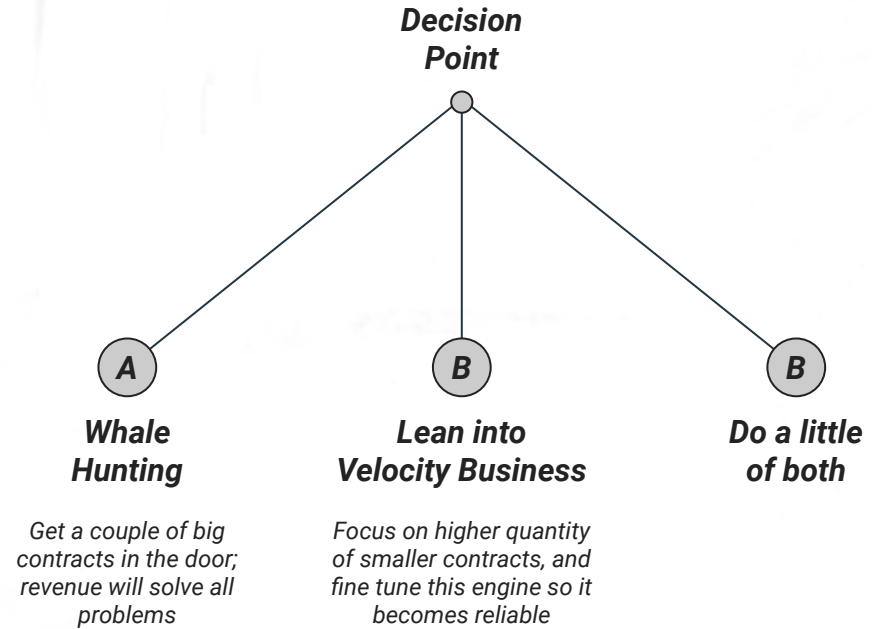 Decision
Point
A
B
B
Whale
Hunting
Lean into
Velocity Business
Do a little
of both
Get a couple of big
contracts in the door;
revenue will solve all
problems
Focus on higher quantity
of smaller contracts, and
fine tune this engine so it
becomes reliable